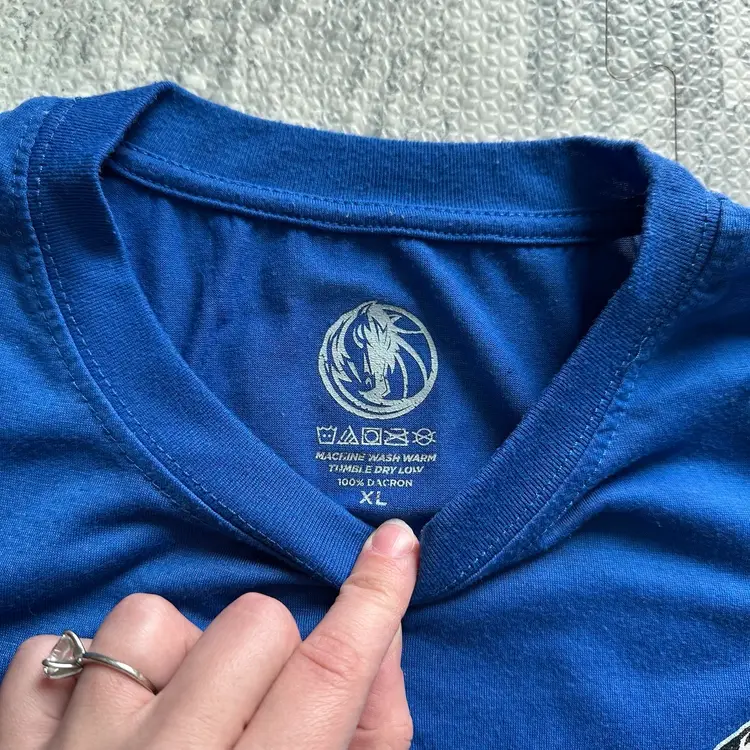 MACHINE WASH WARM
TUMBLE DRY LOW
100% DACRON
XL